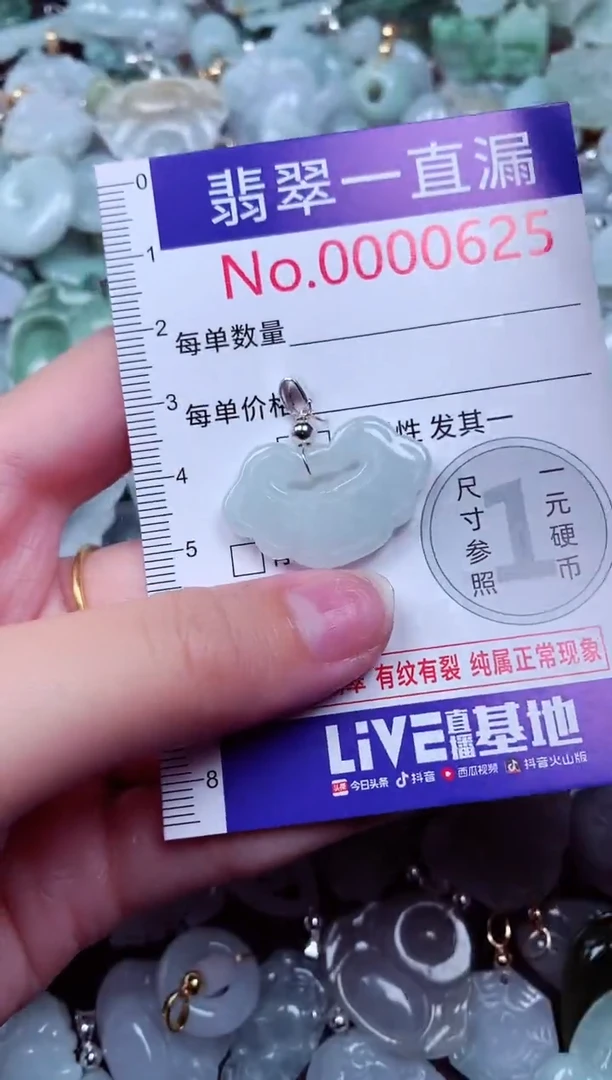 0
翡翠一直漏
1
No.0000625
2
每单数量
3
每单价格
性 发其一
4
尺寸参照
1
一元硬币
5
有纹有裂 纯属正常现象
LiVE直播基地
8
头条 今日头条 抖音 西瓜视频 抖音火山版